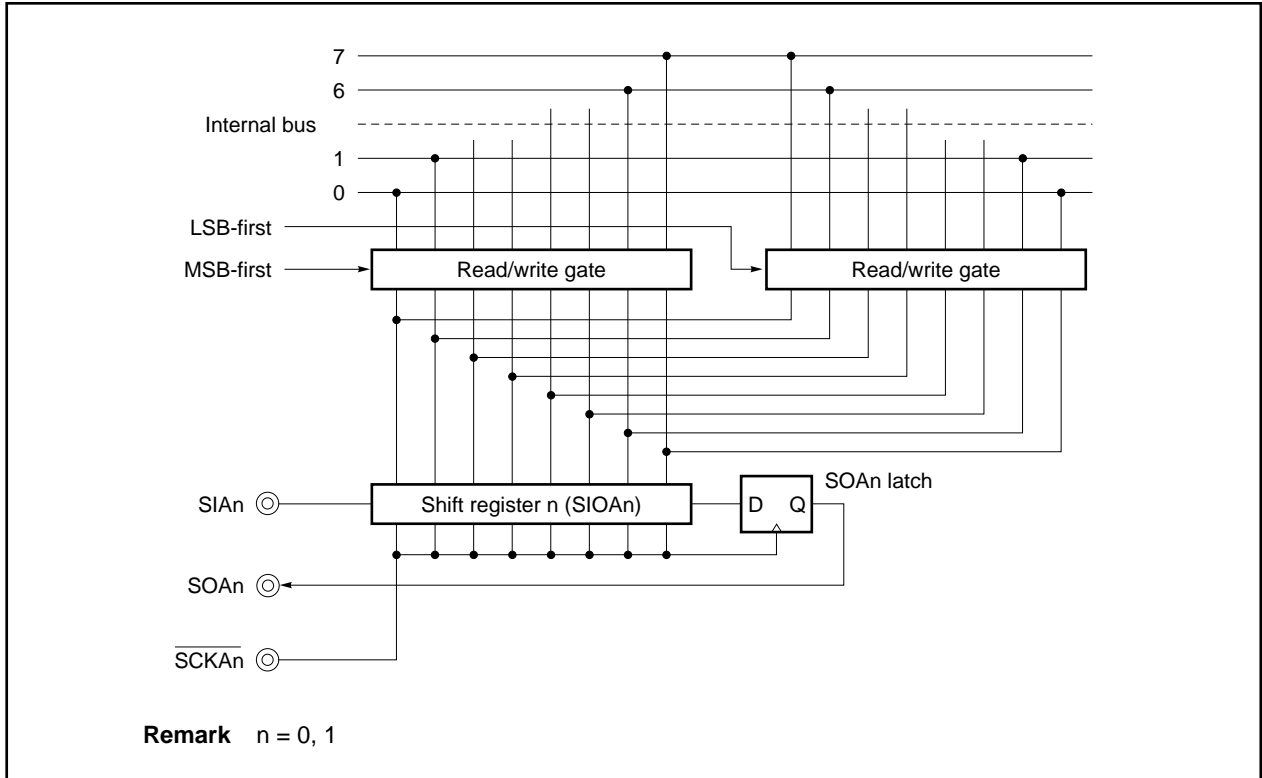 7
6
Internal bus
1
0
LSB-first
MSB-first
Read/write gate
Read/write gate
SOAn latch
SIAn
Shift register n (SIOAn)
D Q
SOAn
SCKAn
Remark n = 0, 1